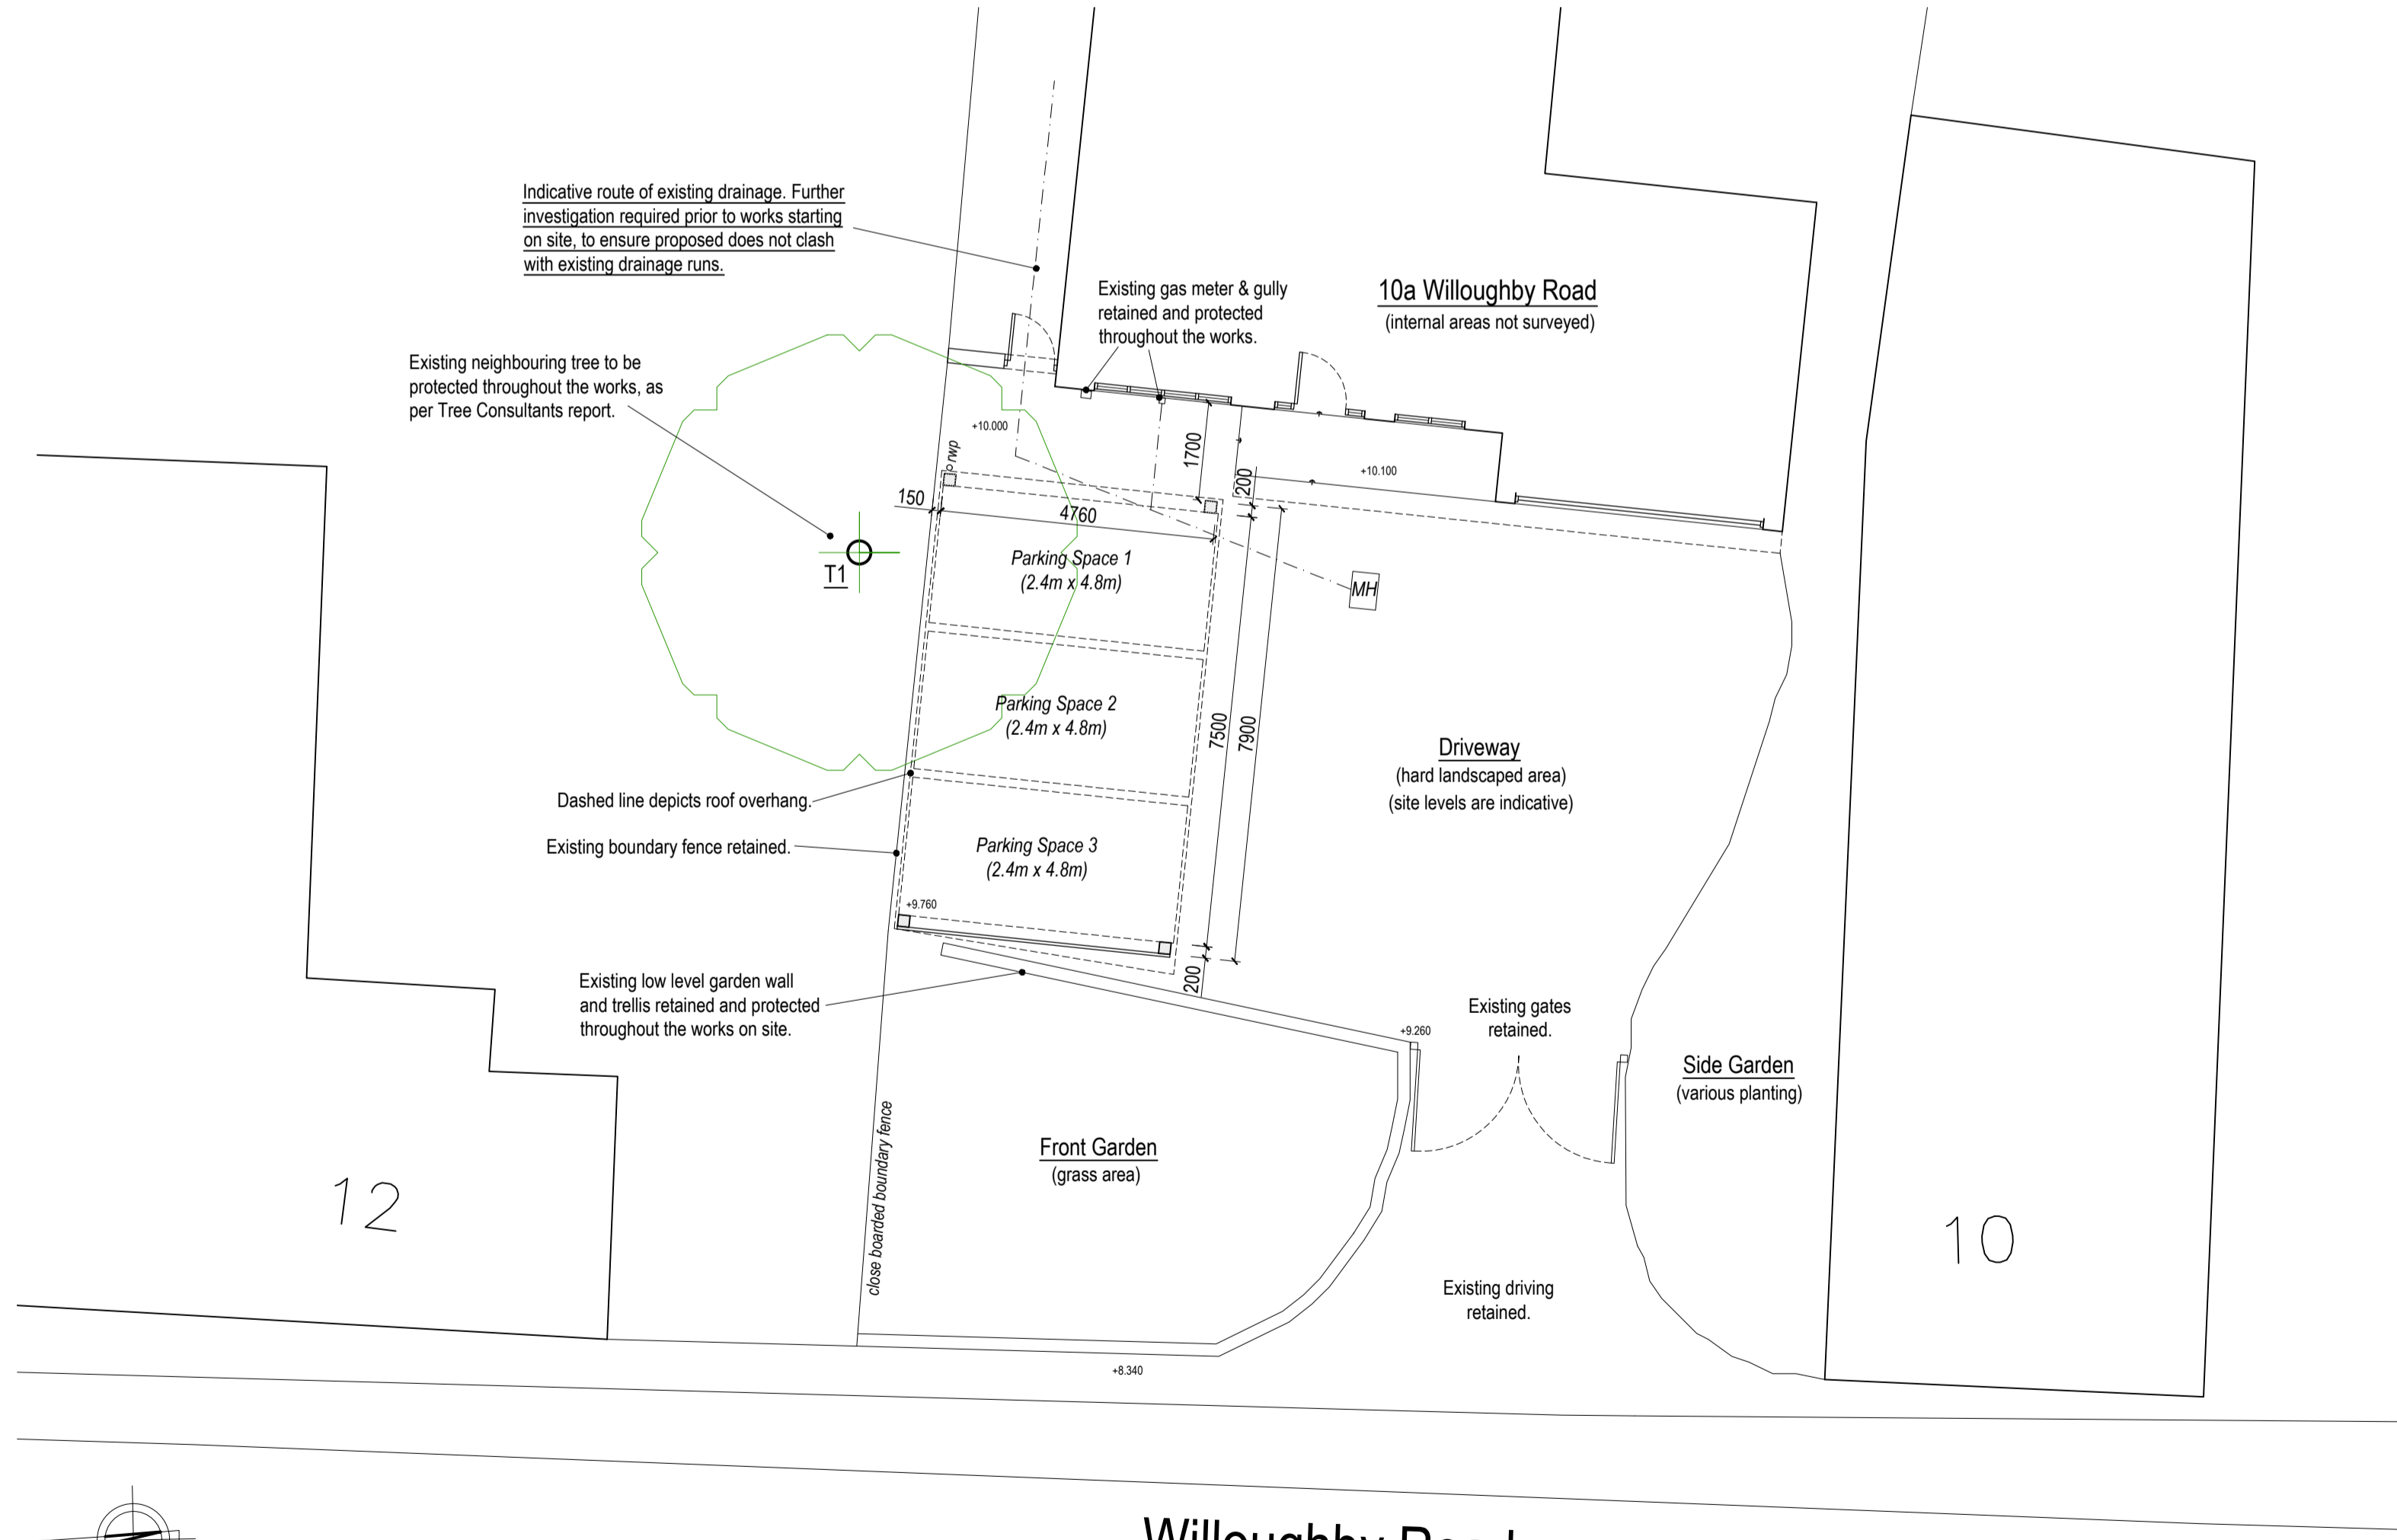 Indicative route of existing drainage. Further
investigation required prior to works starting
on site, to ensure proposed does not clash
with existing drainage runs.
Existing gas meter & gully
retained and protected
throughout the works.
10a Willoughby Road
(internal areas not surveyed)
Existing neighbouring tree to be
protected throughout the works, as
per Tree Consultants report.
+10.000
rwp
1700
200
+10.100
150
4760
T1
Parking Space 1
(2.4m x 4.8m)
MH
Parking Space 2
(2.4m x 4.8m)
7500
7900
Driveway
(hard landscaped area)
(site levels are indicative)
Dashed line depicts roof overhang.
Existing boundary fence retained.
Parking Space 3
(2.4m x 4.8m)
+9.760
Existing low level garden wall
and trellis retained and protected
throughout the works on site.
200
Existing gates
retained.
+9.260
Side Garden
(various planting)
close boarded boundary fence
Front Garden
(grass area)
12
10
Existing driving
retained.
+8.340
Willoughby Road